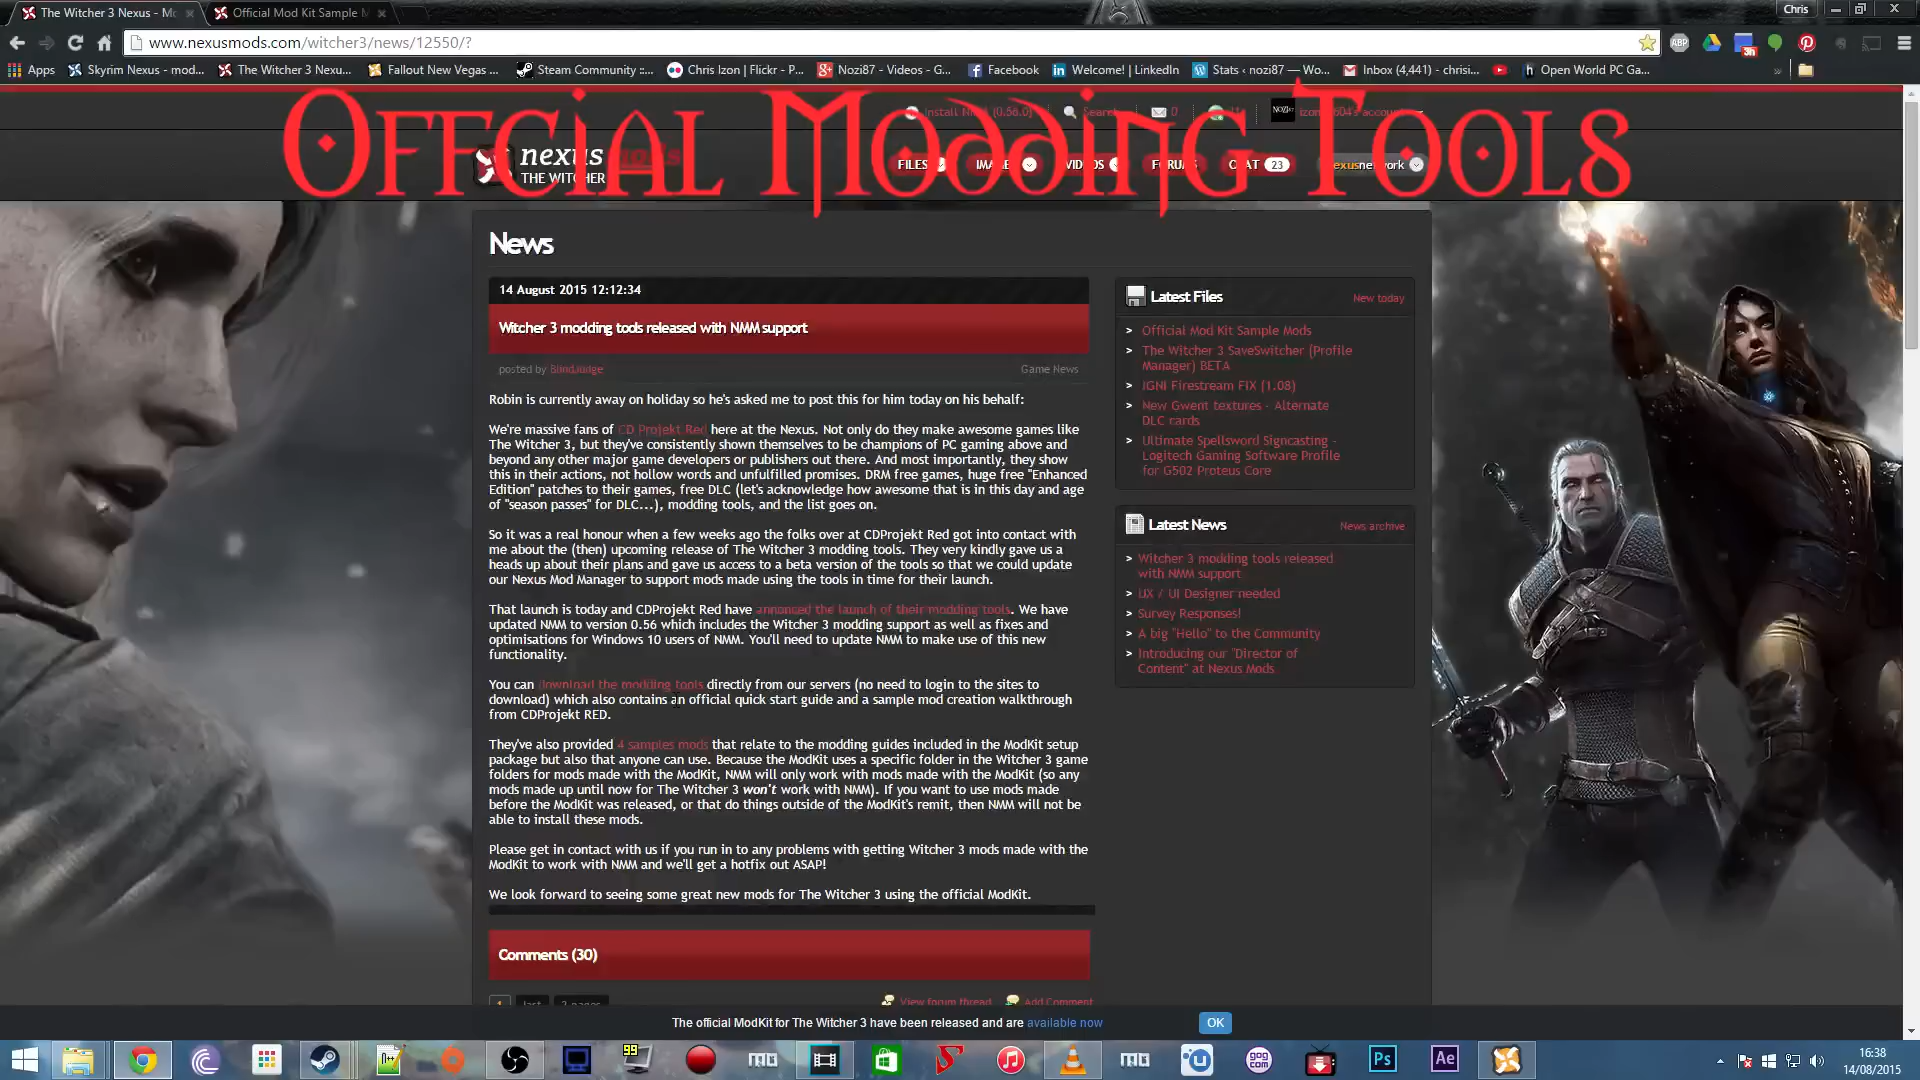 The Witcher 3 Nexus - Mo
Official Mod Kit Sample M
Chris
www.nexusmods.com/witcher3/news/12550/?
ABP
3h
Apps
Skyrim Nexus - mod...
The Witcher 3 Nexu...
Fallout New Vegas ...
Steam Community ::...
Chris Izon | Flickr - P...
Nozi87 - Videos - G...
Facebook
Welcome! | LinkedIn
Stats ‹ nozi87 — Wo...
Inbox (4,441) - chrisi...
Open World PC Ga...
Offcial Modding Tools
Install NMM (0.56.0)
Search
0
nexus mods
THE WITCHER
FILES
IMAGES
VIDEOS
FORUMS
CHAT 23
nexusnetwork
News
14 August 2015 12:12:34
Witcher 3 modding tools released with NMM support
posted by BlindJudge
Game News
Robin is currently away on holiday so he's asked me to post this for him today on his behalf:
We're massive fans of CD Projekt Red here at the Nexus. Not only do they make awesome games like
The Witcher 3, but they've consistently shown themselves to be champions of PC gaming above and
beyond any other major game developers or publishers out there. And most importantly, they show
this in their actions, not hollow words and unfulfilled promises. DRM free games, huge free "Enhanced
Edition" patches to their games, free DLC (let's acknowledge how awesome that is in this day and age
of "season passes" for DLC...), modding tools, and the list goes on.
So it was a real honour when a few weeks ago the folks over at CDProjekt Red got into contact with
me about the (then) upcoming release of The Witcher 3 modding tools. They very kindly gave us a
heads up about their plans and gave us access to a beta version of the tools so that we could update
our Nexus Mod Manager to support mods made using the tools in time for their launch.
That launch is today and CDProjekt Red have annonced the launch of their modding tools. We have
updated NMM to version 0.56 which includes the Witcher 3 modding support as well as fixes and
optimisations for Windows 10 users of NMM. You'll need to update NMM to make use of this new
functionality.
You can download the modding tools directly from our servers (no need to login to the sites to
download) which also contains an official quick start guide and a sample mod creation walkthrough
from CDProjekt RED.
They've also provided 4 samples mods that relate to the modding guides included in the ModKit setup
package but also that anyone can use. Because the ModKit uses a specific folder in the Witcher 3 game
folders for mods made with the ModKit, NMM will only work with mods made with the ModKit (so any
mods made up until now for The Witcher 3 won't work with NMM). If you want to use mods made
before the ModKit was released, or that do things outside of the ModKit's remit, then NMM will not be
able to install these mods.
Please get in contact with us if you run in to any problems with getting Witcher 3 mods made with the
ModKit to work with NMM and we'll get a hotfix out ASAP!
We look forward to seeing some great new mods for The Witcher 3 using the official ModKit.
Comments (30)
1 last 3 pages
View forum thread
Add Comment
Latest Files
New today
Official Mod Kit Sample Mods
The Witcher 3 SaveSwitcher (Profile
Manager) BETA
IGNI Firestream FIX (1.08)
New Gwent textures - Alternate
DLC cards
Ultimate Spellsword Signcasting -
Logitech Gaming Software Profile
for G502 Proteus Core
Latest News
News archive
Witcher 3 modding tools released
with NMM support
UX / UI Designer needed
Survey Responses!
A big "Hello" to the Community
Introducing our "Director of
Content" at Nexus Mods
The official ModKit for The Witcher 3 have been released and are available now
OK
99
gog
com
Ps
Ae
16:38
14/08/2015